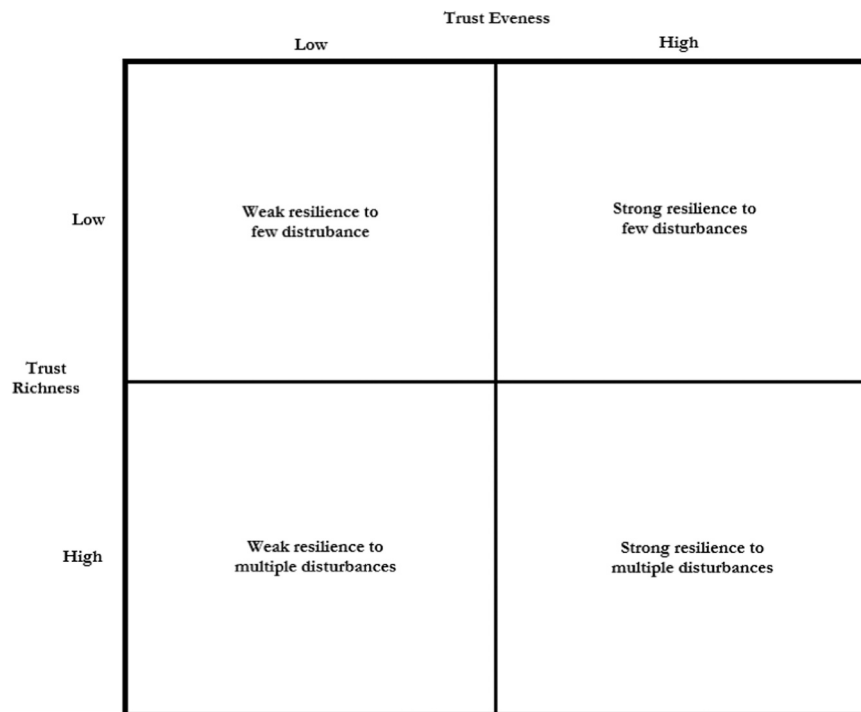 Trust Eveness
Low
High
Low
Weak resilience to
few distrubance
Strong resilience to
few disturbances
Trust
Richness
High
Weak resilience to
multiple disturbances
Strong resilience to
multiple disturbances